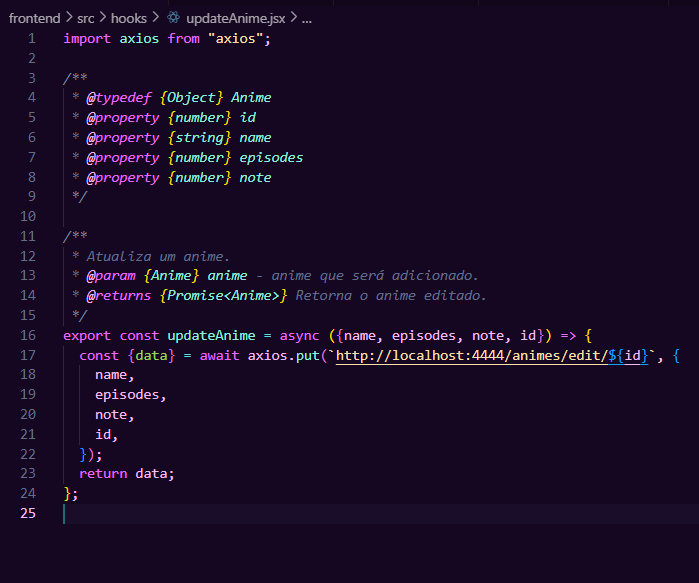 frontend > src > hooks > updateAnime.jsx > ...
1 import axios from "axios";
2
3 /**
4  * @typedef {Object} Anime
5  * @property {number} id
6  * @property {string} name
7  * @property {number} episodes
8  * @property {number} note
9  */
10
11 /**
12  * Atualiza um anime.
13  * @param {Anime} anime - anime que será adicionado.
14  * @returns {Promise<Anime>} Retorna o anime editado.
15  */
16 export const updateAnime = async ({name, episodes, note, id}) => {
17   const {data} = await axios.put(`http://localhost:4444/animes/edit/${id}`, {
18     name,
19     episodes,
20     note,
21     id,
22   });
23   return data;
24 };
25